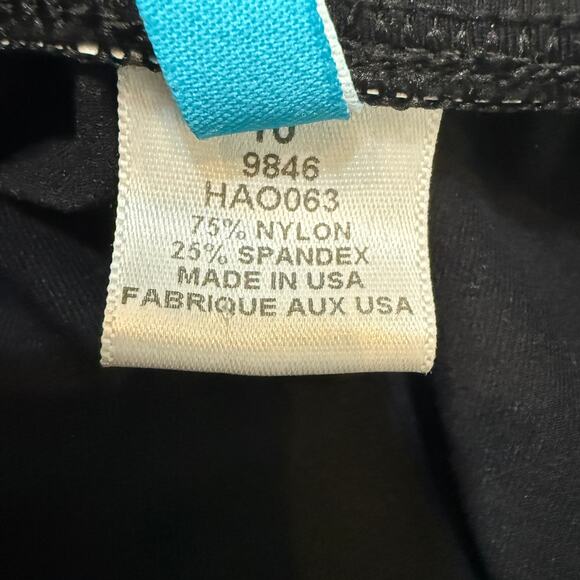 10
9846
HAO063
75% NYLON
25% SPANDEX
MADE IN USA
FABRIQUE AUX USA